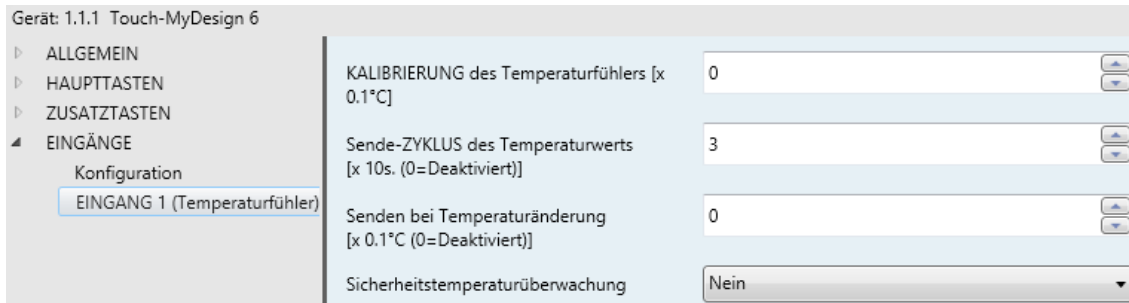 Gerät: 1.1.1 Touch-MyDesign 6
ALLGEMEIN
HAUPTTASTEN
ZUSATZTASTEN
EINGÄNGE
Konfiguration
EINGANG 1 (Temperaturfühler)
KALIBRIERUNG des Temperaturfühlers [x
0.1°C]
0
Sende-ZYKLUS des Temperaturwerts
[x 10s. (0=Deaktiviert)]
3
Senden bei Temperaturänderung
[x 0.1°C (0=Deaktiviert)]
0
Sicherheitstemperaturüberwachung
Nein